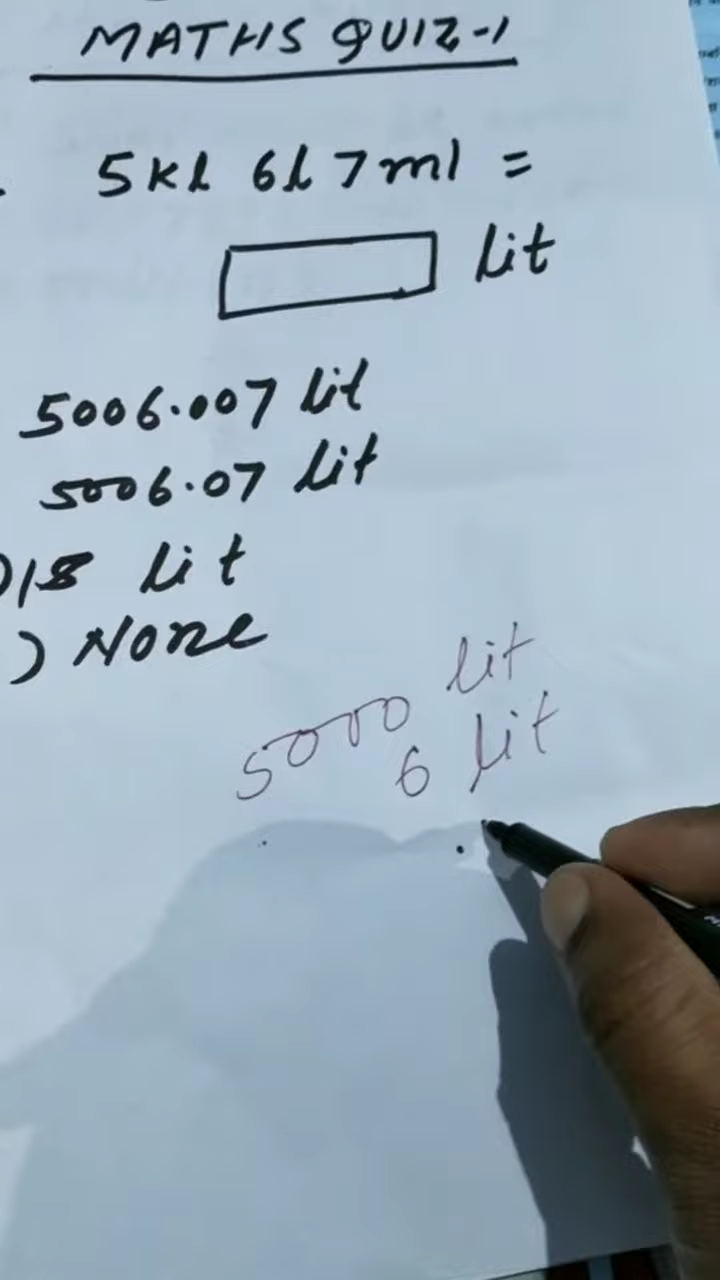 MATHS QUIZ-1
5kl 6l 7ml =
lit
5006.007 lit
5006.07 lit
)18 lit
) None
5000 lit
6 lit